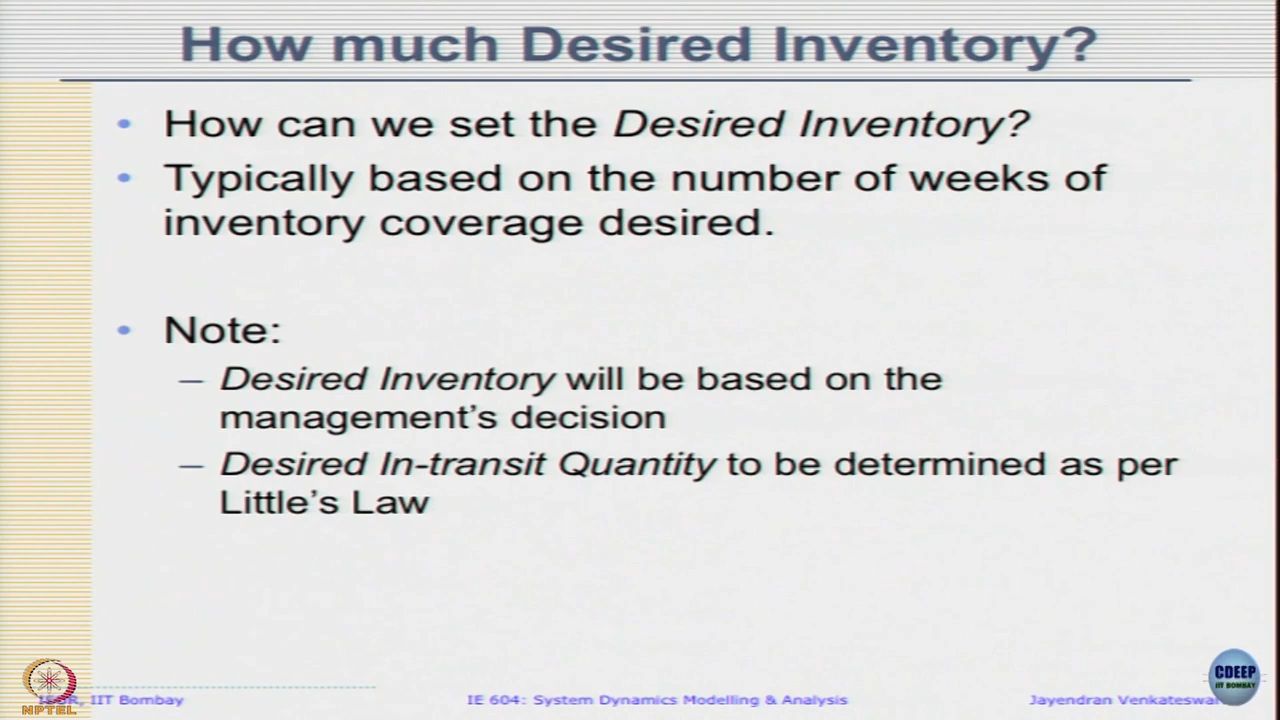 How much Desired Inventory?
• How can we set the Desired Inventory?
• Typically based on the number of weeks of
inventory coverage desired.
• Note:
– Desired Inventory will be based on the
management's decision
– Desired In-transit Quantity to be determined as per
Little's Law
IIT Bombay
NPTEL
IE 604: System Dynamics Modelling & Analysis
Jayendran
CDEEP
IIT BOMBAY